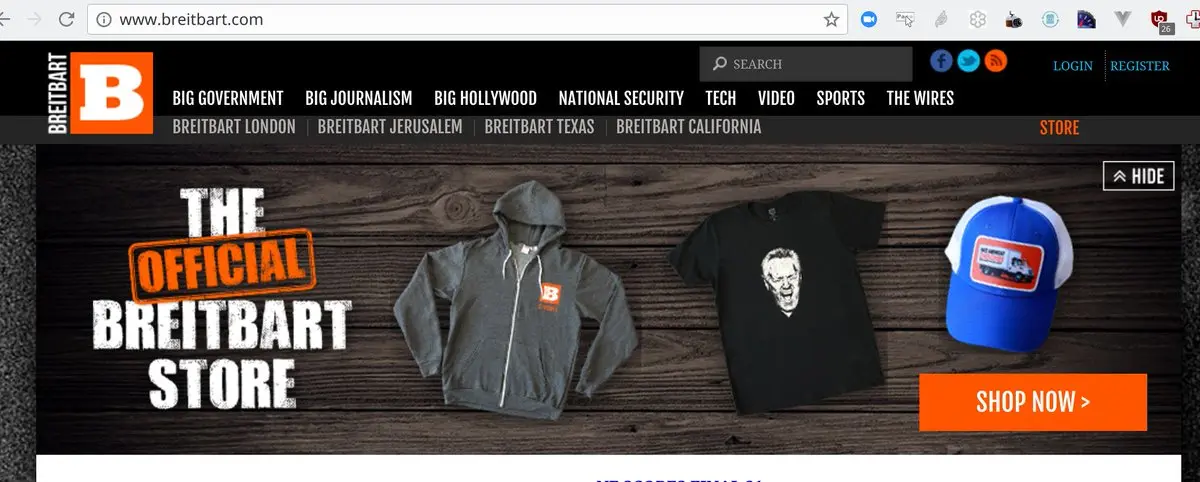 www.breitbart.com
26
BREITBART
B
SEARCH
LOGIN
REGISTER
BIG GOVERNMENT BIG JOURNALISM BIG HOLLYWOOD NATIONAL SECURITY TECH VIDEO SPORTS THE WIRES
BREITBART LONDON BREITBART JERUSALEM BREITBART TEXAS BREITBART CALIFORNIA
STORE
HIDE
THE
OFFICIAL
BREITBART
STORE
B
SHOP NOW >